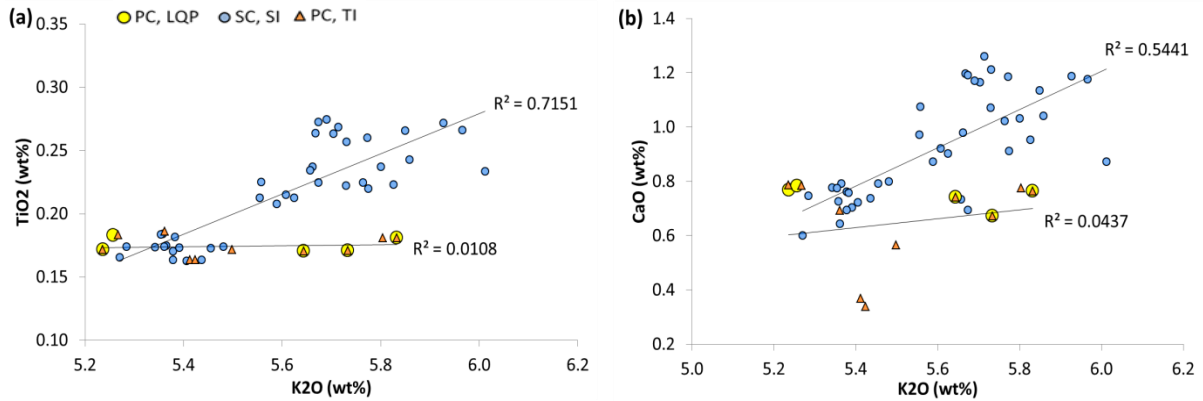 (a)
PC, LQP SC, SI PC, TI
0.35
0.30
0.25
0.20
0.15
0.10
TiO2 (wt%)
R² = 0.7151
R² = 0.0108
5.2 5.4 5.6 5.8 6.0 6.2
K2O (wt%)
(b)
1.4
1.2
1.0
0.8
0.6
0.4
0.2
CaO (wt%)
R² = 0.5441
R² = 0.0437
5.0 5.2 5.4 5.6 5.8 6.0 6.2
K2O (wt%)